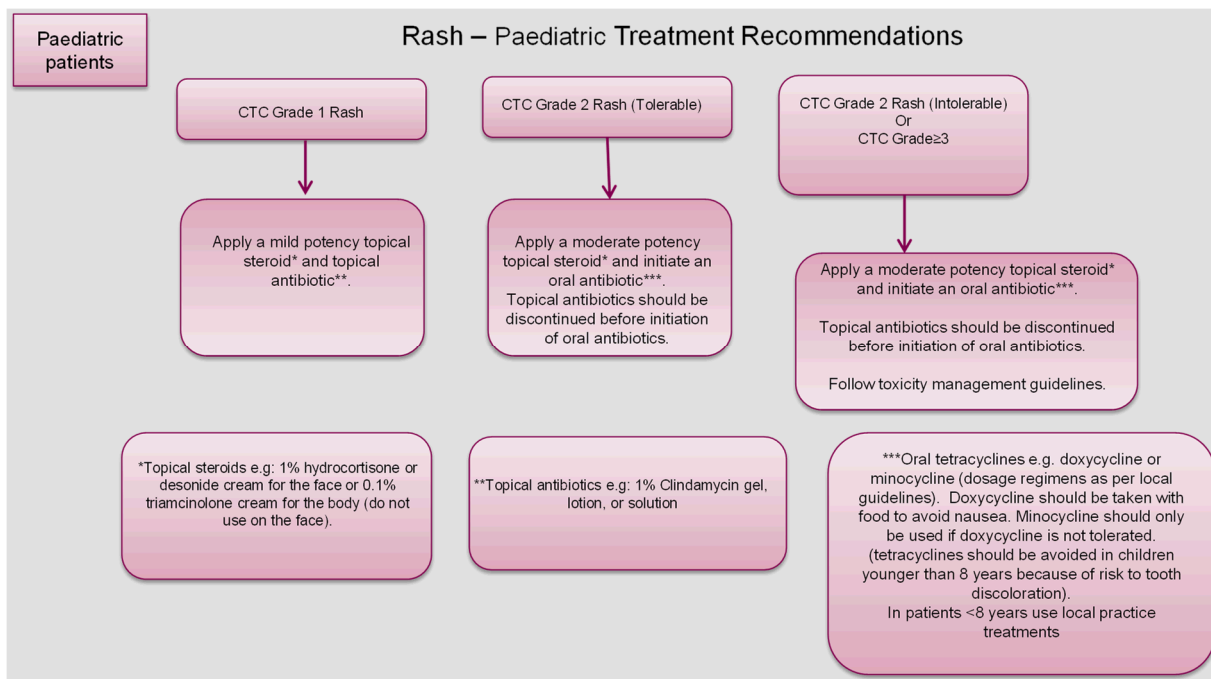 Paediatric
patients
Rash – Paediatric Treatment Recommendations
CTC Grade 1 Rash
CTC Grade 2 Rash (Tolerable)
CTC Grade 2 Rash (Intolerable)
Or
CTC Grade≥3
Apply a mild potency topical
steroid* and topical
antibiotic**.
Apply a moderate potency
topical steroid* and initiate an
oral antibiotic***.
Topical antibiotics should be
discontinued before initiation
of oral antibiotics.
Apply a moderate potency topical steroid*
and initiate an oral antibiotic***.
Topical antibiotics should be discontinued
before initiation of oral antibiotics.
Follow toxicity management guidelines.
*Topical steroids e.g: 1% hydrocortisone or
desonide cream for the face or 0.1%
triamcinolone cream for the body (do not
use on the face).
**Topical antibiotics e.g: 1% Clindamycin gel,
lotion, or solution
***Oral tetracyclines e.g. doxycycline or
minocycline (dosage regimens as per local
guidelines). Doxycycline should be taken with
food to avoid nausea. Minocycline should only
be used if doxycycline is not tolerated.
(tetracyclines should be avoided in children
younger than 8 years because of risk to tooth
discoloration).
In patients <8 years use local practice
treatments